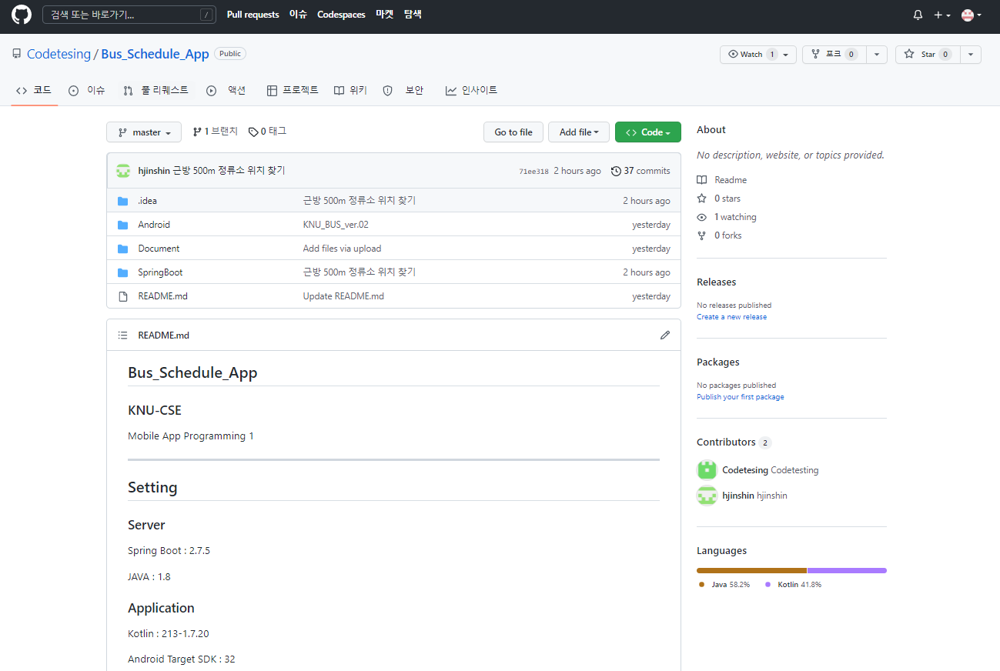 검색 또는 바로가기... / Pull requests 이슈 Codespaces 마켓 탐색
Codetesing / Bus_Schedule_App Public Watch 1 포크 0 Star 0
코드 이슈 풀 리퀘스트 액션 프로젝트 위키 보안 인사이트
master 1 브랜치 0 태그 Go to file Add file Code
hjinshin 근방 500m 정류소 위치 찾기 71ee318 2 hours ago 37 commits
.idea 근방 500m 정류소 위치 찾기 2 hours ago
Android KNU_BUS_ver.02 yesterday
Document Add files via upload yesterday
SpringBoot 근방 500m 정류소 위치 찾기 2 hours ago
README.md Update README.md yesterday
README.md
Bus_Schedule_App
KNU-CSE
Mobile App Programming 1
Setting
Server
Spring Boot : 2.7.5
JAVA : 1.8
Application
Kotlin : 213-1.7.20
Android Target SDK : 32
About
No description, website, or topics provided.
Readme
0 stars
1 watching
0 forks
Releases
No releases published
Create a new release
Packages
No packages published
Publish your first package
Contributors 2
Codetesing Codetesting
hjinshin hjinshin
Languages
Java 58.2% Kotlin 41.8%